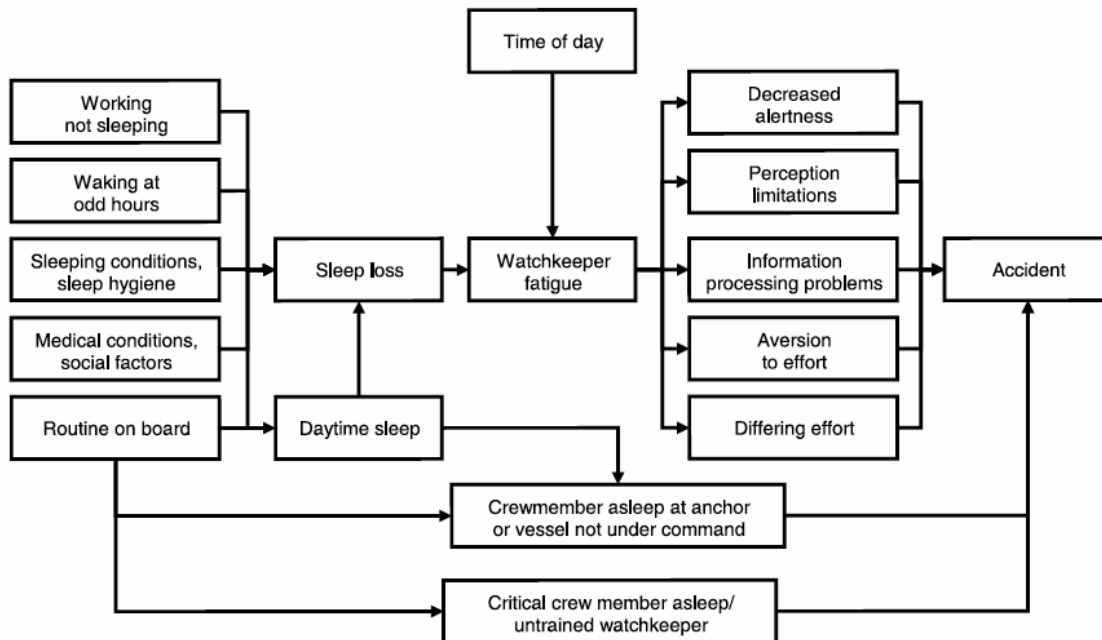 Time of day
Working
not sleeping
Waking at
odd hours
Sleeping conditions,
sleep hygiene
Medical conditions,
social factors
Routine on board
Sleep loss
Daytime sleep
Watchkeeper
fatigue
Decreased
alertness
Perception
limitations
Information
processing problems
Aversion
to effort
Differing effort
Accident
Crewmember asleep at anchor
or vessel not under command
Critical crew member asleep/
untrained watchkeeper